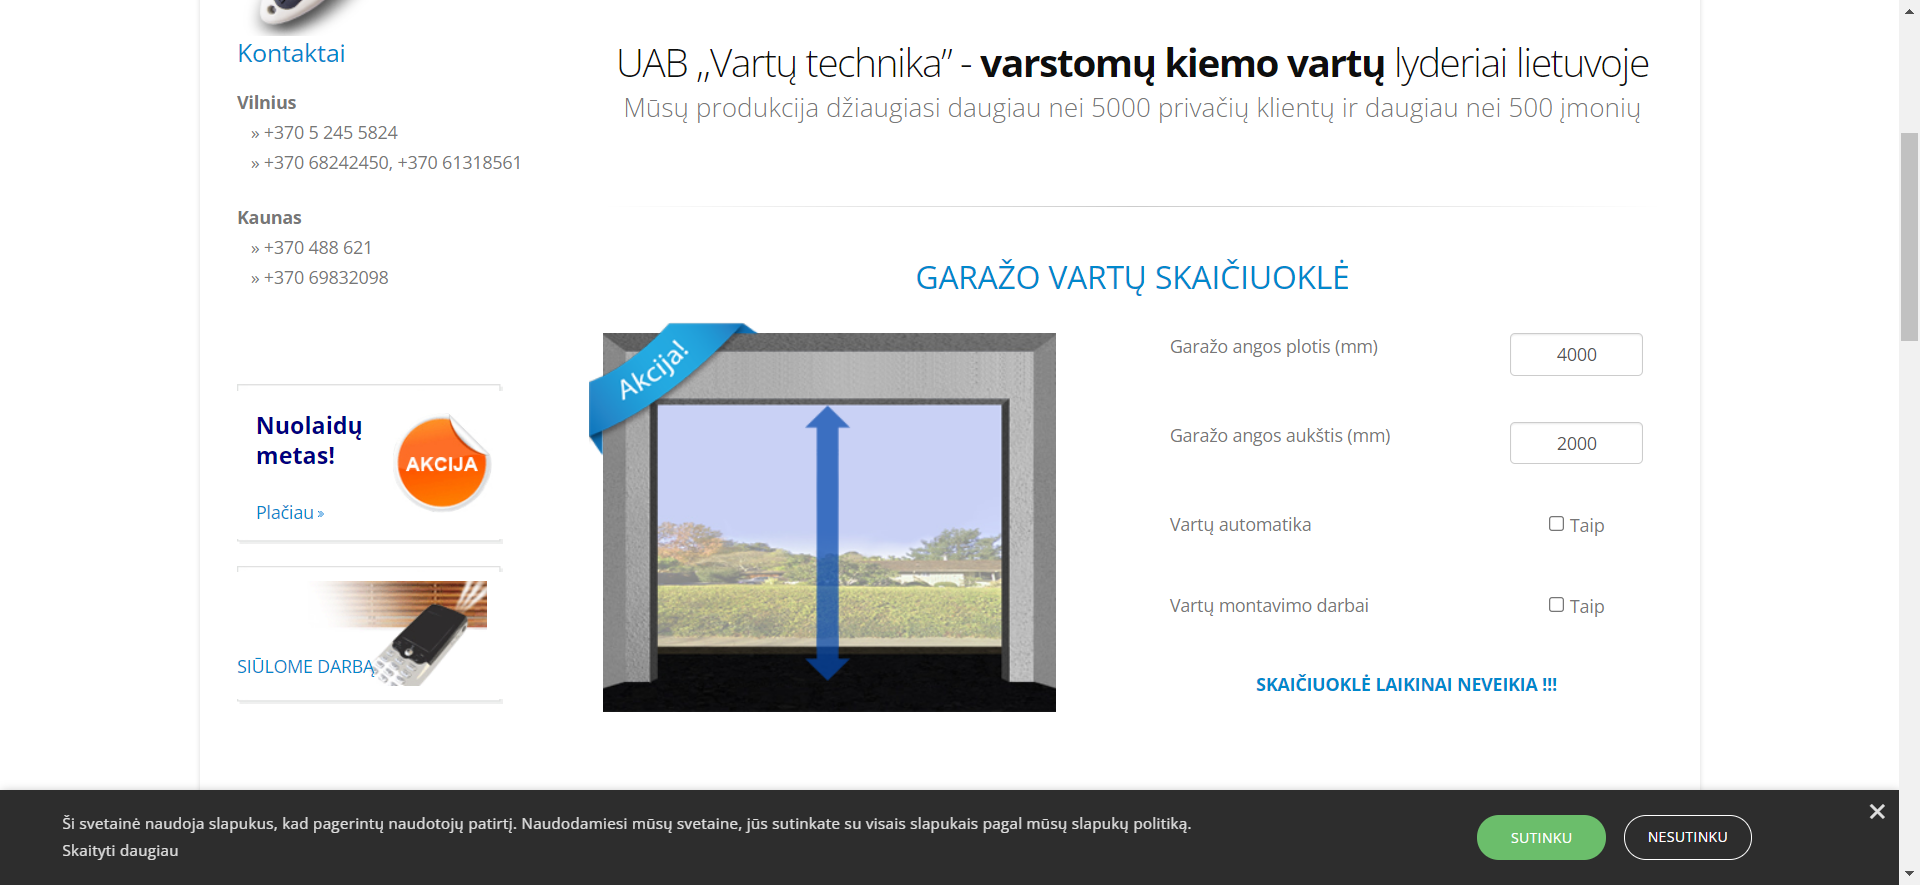 Kontaktai
Vilnius
» +370 5 245 5824
» +370 68242450, +370 61318561
Kaunas
» +370 488 621
» +370 69832098
Nuolaidų
metas!
AKCIJA
Plačiau »
SIŪLOME DARBĄ
UAB „Vartų technika” - varstomų kiemo vartų lyderiai lietuvoje
Mūsų produkcija džiaugiasi daugiau nei 5000 privačių klientų ir daugiau nei 500 įmonių
GARAŽO VARTŲ SKAIČIUOKLĖ
Akcija!
Garažo angos plotis (mm)
4000
Garažo angos aukštis (mm)
2000
Vartų automatika
Taip
Vartų montavimo darbai
Taip
SKAIČIUOKLĖ LAIKINAI NEVEIKIA !!!
Ši svetainė naudoja slapukus, kad pagerintų naudotojų patirtį. Naudodamiesi mūsų svetaine, jūs sutinkate su visais slapukais pagal mūsų slapukų politiką.
Skaityti daugiau
SUTINKU
NESUTINKU
×